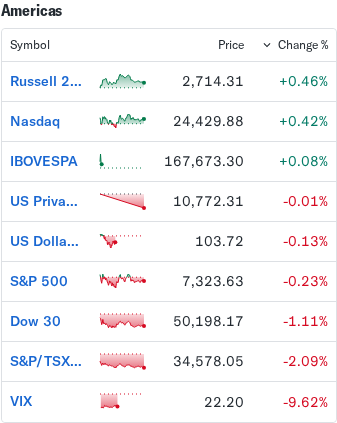 Americas
Symbol Price Change %
Russell 2... 2,714.31 +0.46%
Nasdaq 24,429.88 +0.42%
IBOVESPA 167,673.30 +0.08%
US Priva... 10,772.31 -0.01%
US Dolla... 103.72 -0.13%
S&P 500 7,323.63 -0.23%
Dow 30 50,198.17 -1.11%
S&P/TSX... 34,578.05 -2.09%
VIX 22.20 -9.62%